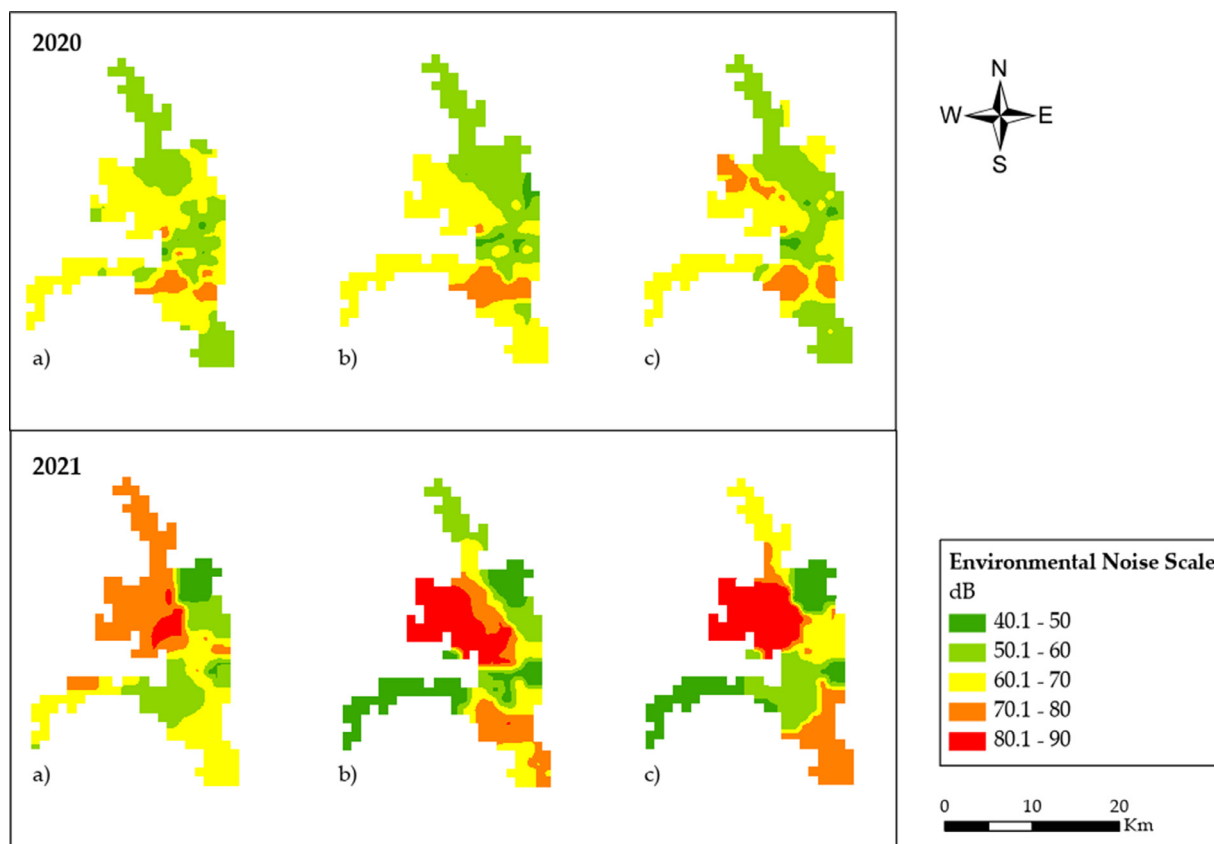 2020
N
W E
S
a)
b)
c)
2021
a)
b)
c)
Environmental Noise Scale
dB
40.1 - 50
50.1 - 60
60.1 - 70
70.1 - 80
80.1 - 90
0 10 20
Km